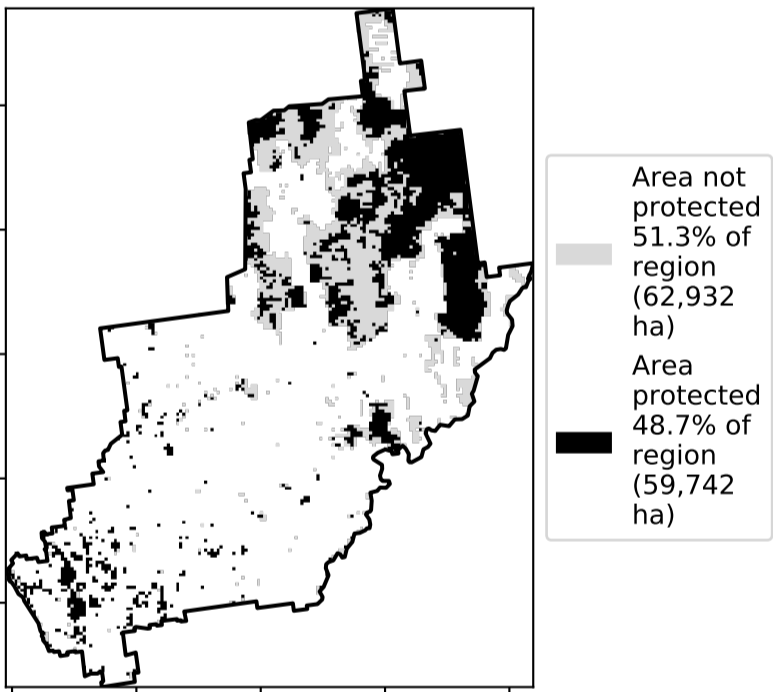 Area not
protected
51.3% of
region
(62,932
ha)
Area
protected
48.7% of
region
(59,742
ha)